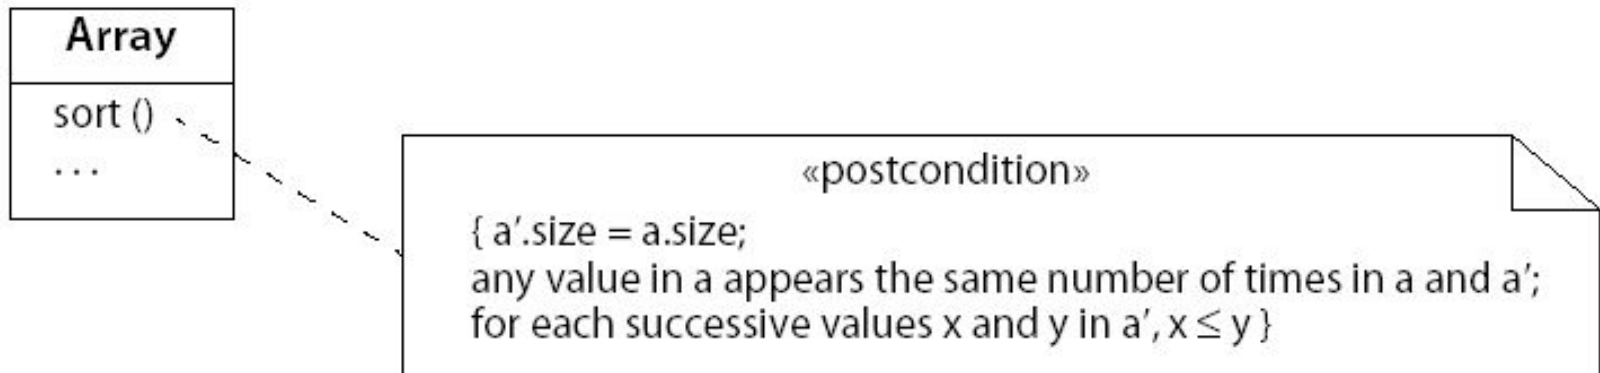 Array
sort ()
. . .
«postcondition»
{ a′.size = a.size;
any value in a appears the same number of times in a and a′;
for each successive values x and y in a′, x ≤ y }